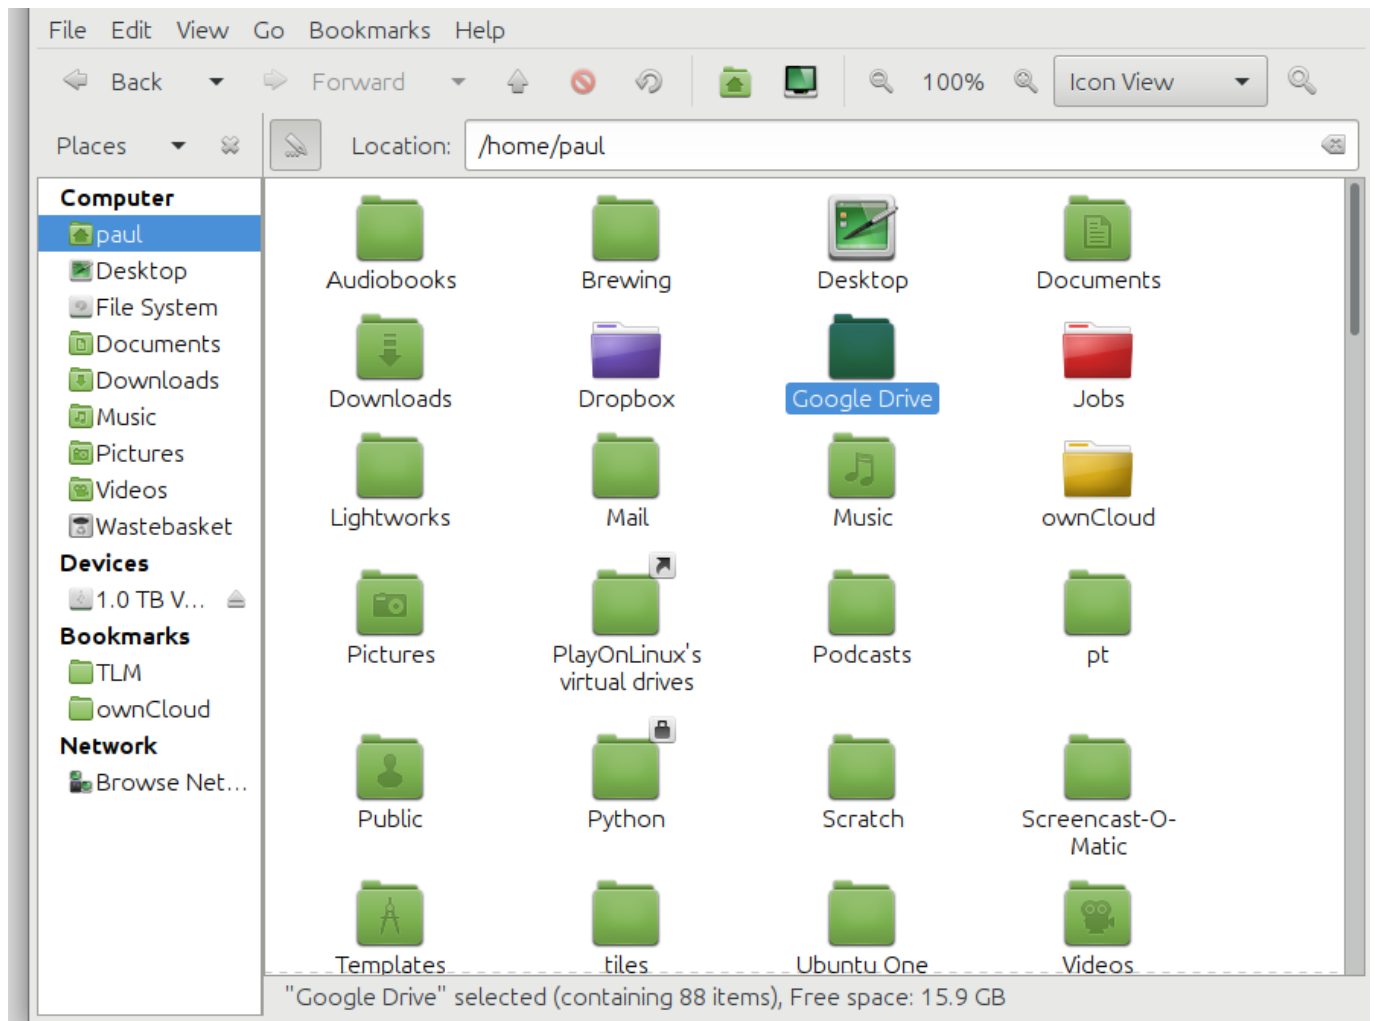 File Edit View Go Bookmarks Help
Back Forward 100% Icon View
Places Location: /home/paul
Computer
paul
Desktop
File System
Documents
Downloads
Music
Pictures
Videos
Wastebasket
Devices
1.0 TB V...
Bookmarks
TLM
ownCloud
Network
Browse Net...
Audiobooks Brewing Desktop Documents
Downloads Dropbox Google Drive Jobs
Lightworks Mail Music ownCloud
Pictures PlayOnLinux's Podcasts pt
virtual drives
Public Python Scratch Screencast-O-
Matic
Templates tiles Ubuntu One Videos
"Google Drive" selected (containing 88 items), Free space: 15.9 GB